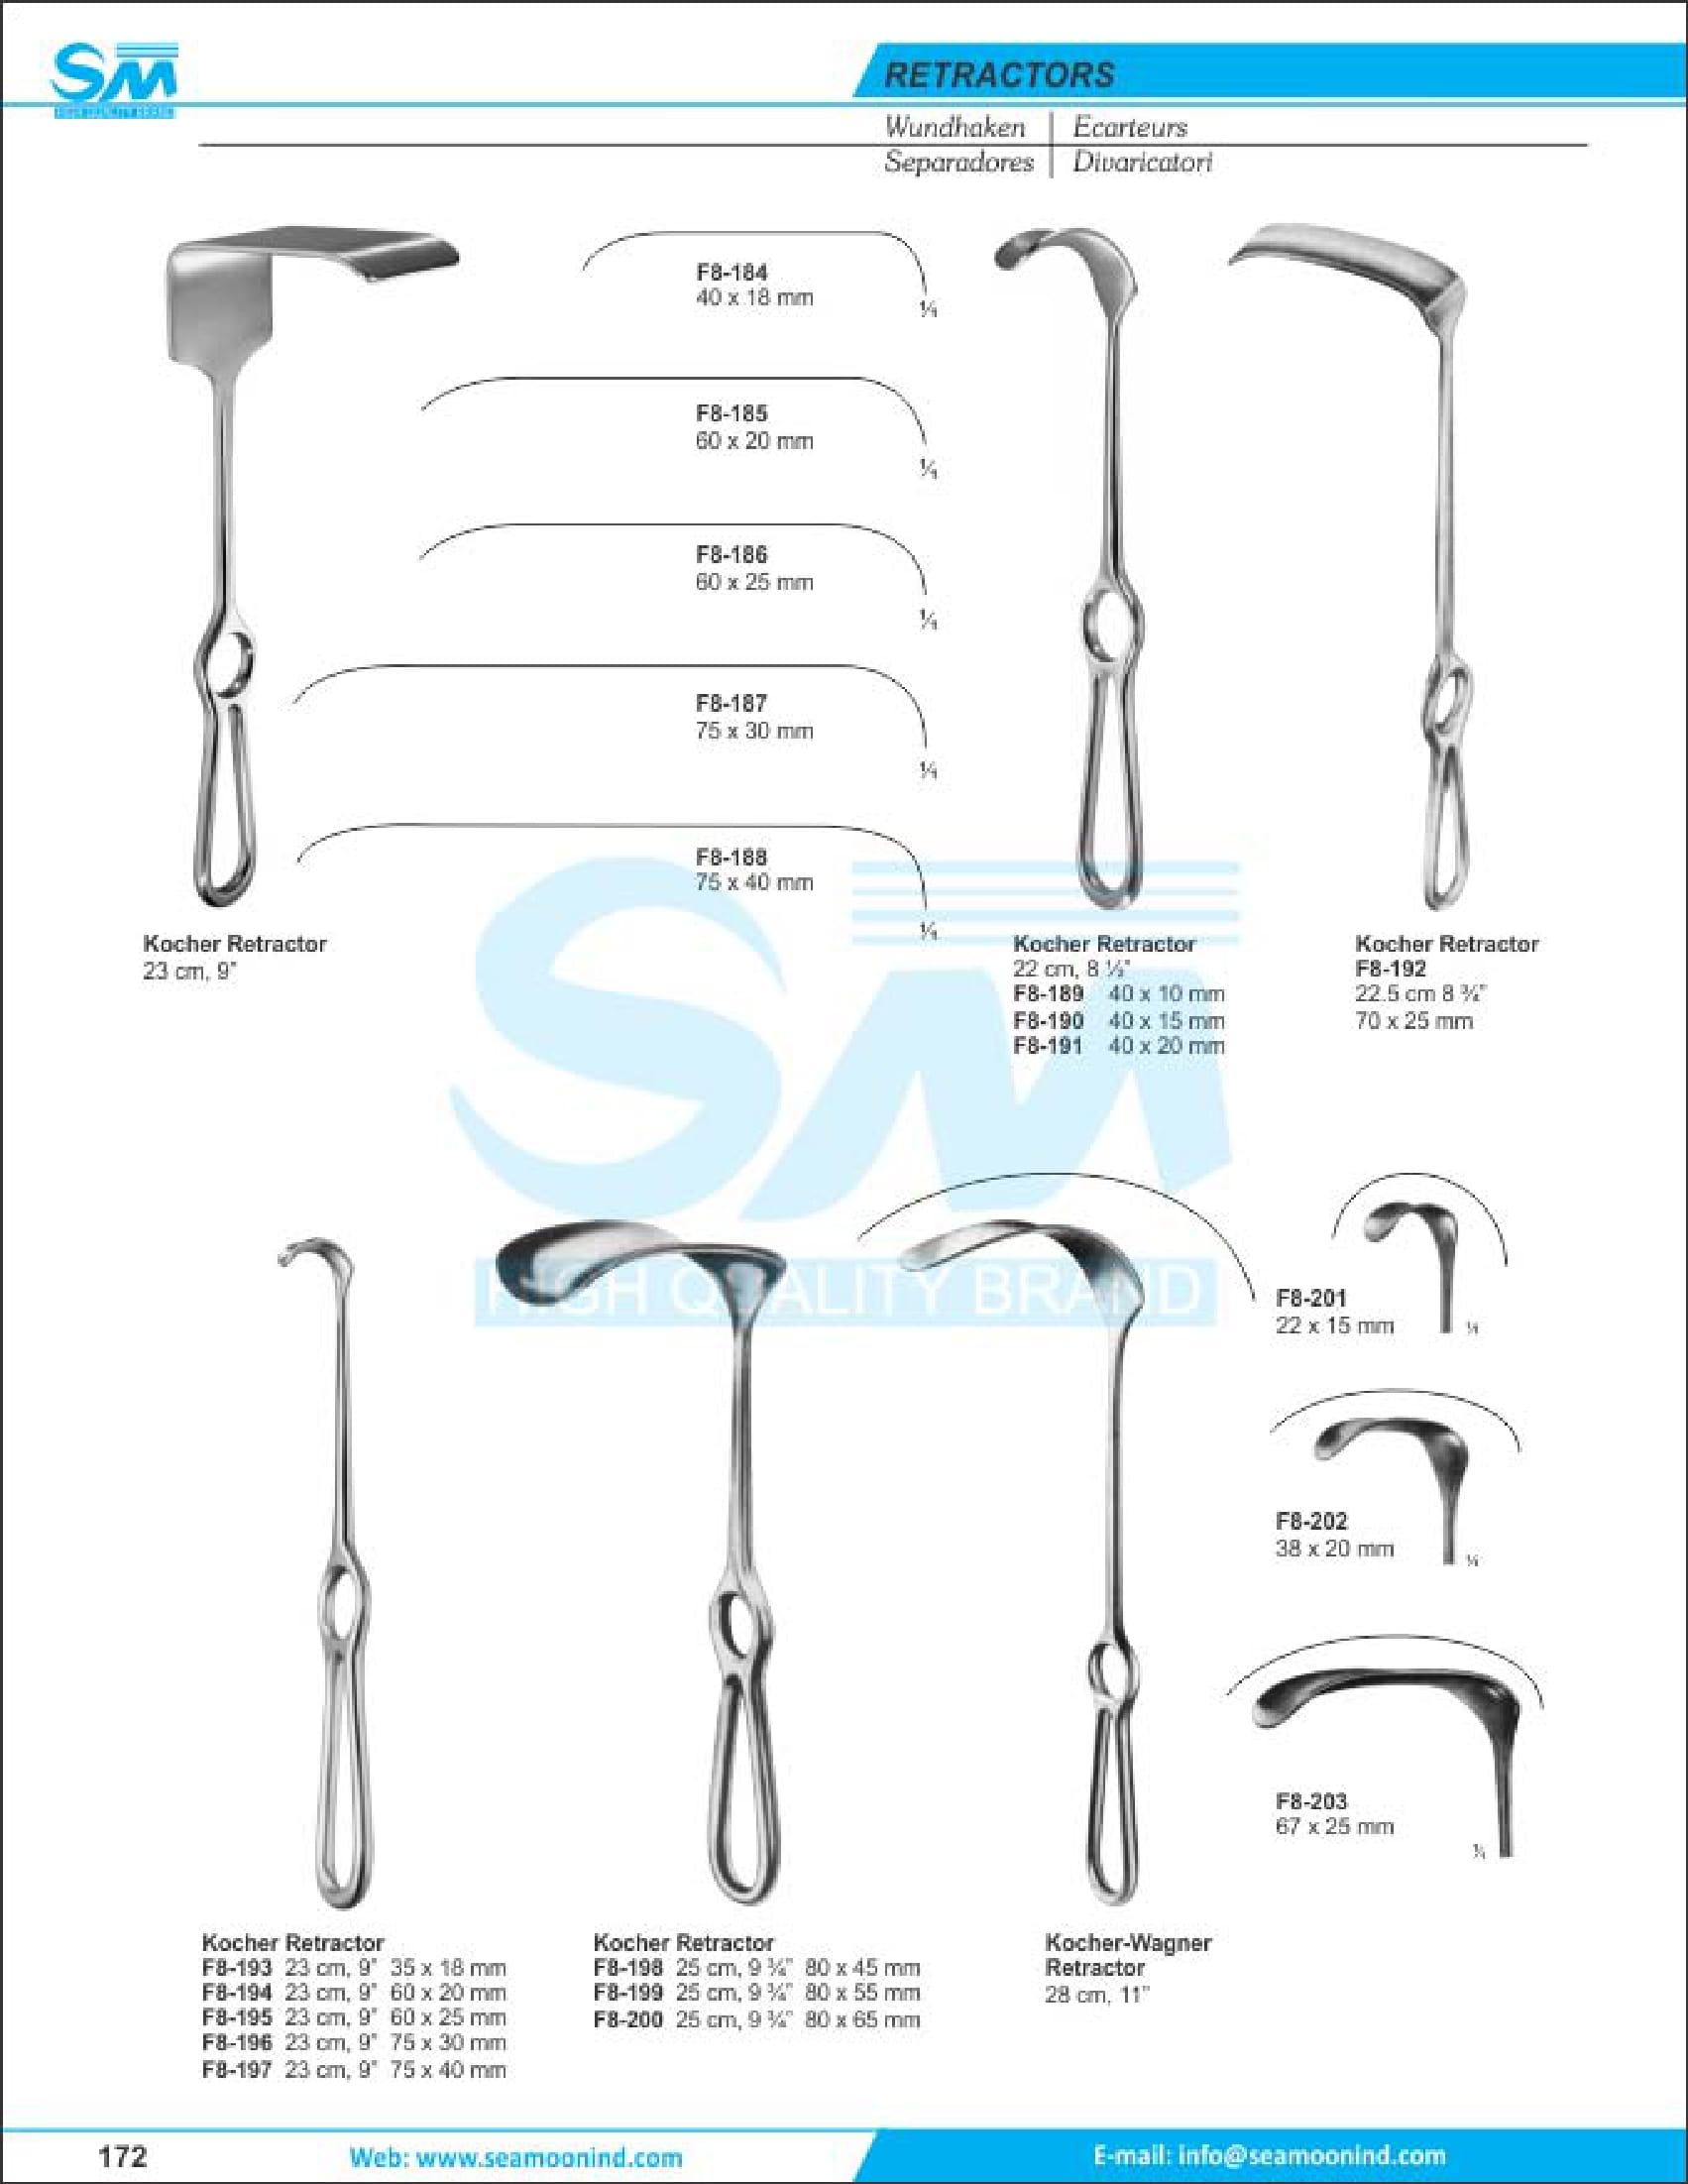 SM
RETRACTORS
Wundhaken
Ecarteurs
Separadores
Divaricatori
F8-184
40 x 18 mm
1/1
F8-185
60 x 20 mm
1/1
F8-186
60 x 25 mm
1/1
F8-187
75 x 30 mm
1/1
F8-188
75 x 40 mm
1/1
Kocher Retractor
23 cm, 9"
Kocher Retractor
22 cm, 8 ½"
F8-189 40 x 10 mm
F8-190 40 x 15 mm
F8-191 40 x 20 mm
Kocher Retractor
F8-192
22.5 cm 8 ¾"
70 x 25 mm
SM
HIGH QUALITY BRAND
F8-201
22 x 15 mm
F8-202
38 x 20 mm
F8-203
67 x 25 mm
Kocher Retractor
F8-193 23 cm, 9" 35 x 18 mm
F8-194 23 cm, 9" 60 x 20 mm
F8-195 23 cm, 9" 60 x 25 mm
F8-196 23 cm, 9" 75 x 30 mm
F8-197 23 cm, 9" 75 x 40 mm
Kocher Retractor
F8-198 25 cm, 9 ¾" 80 x 45 mm
F8-199 25 cm, 9 ¾" 80 x 55 mm
F8-200 25 cm, 9 ¾" 80 x 65 mm
Kocher-Wagner
Retractor
28 cm, 11"
172
Web: www.seamoonind.com
E-mail: info@seamoonind.com